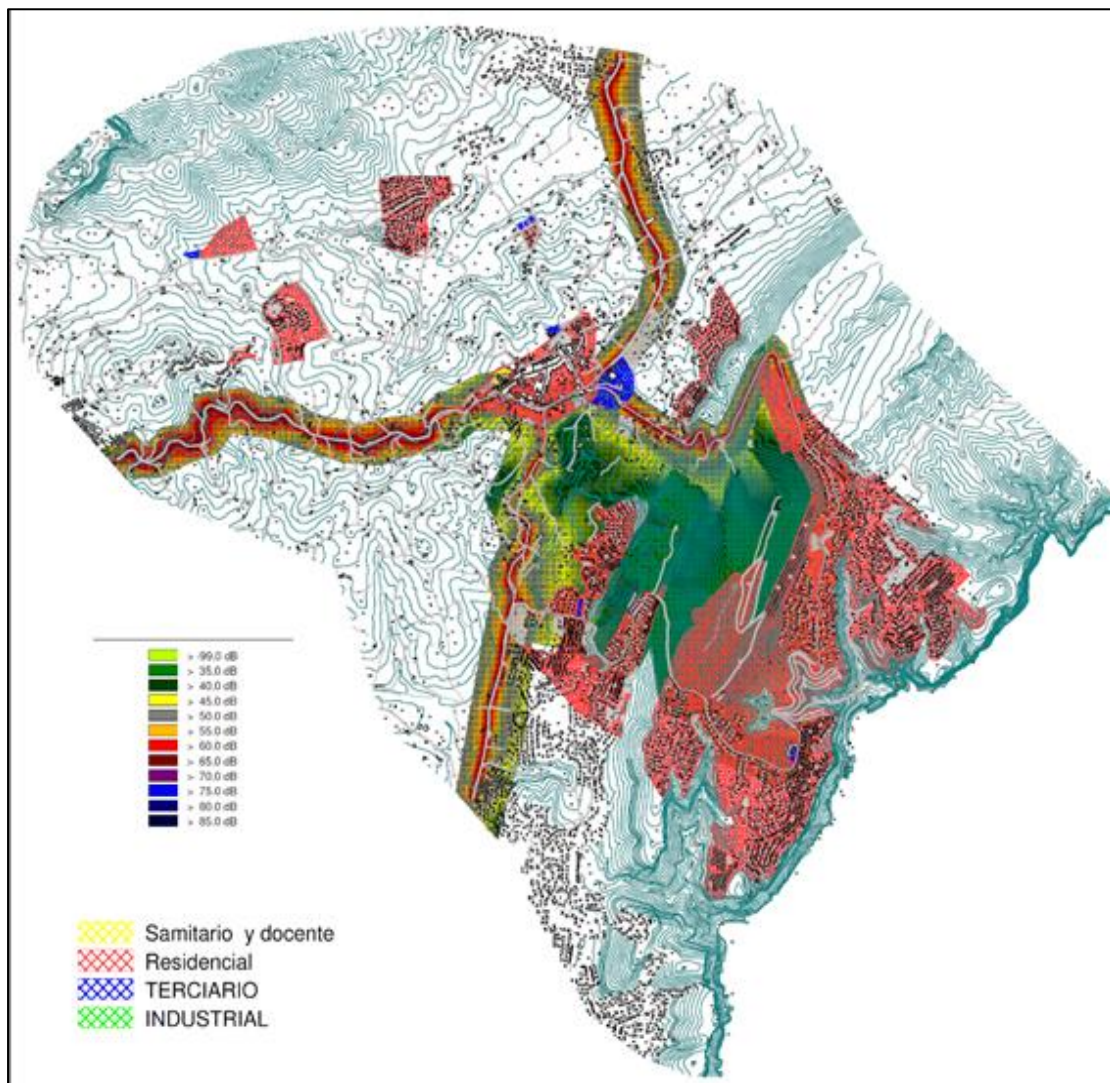 > -99.0 dB
> 35.0 dB
> 40.0 dB
> 45.0 dB
> 50.0 dB
> 55.0 dB
> 60.0 dB
> 65.0 dB
> 70.0 dB
> 75.0 dB
> 80.0 dB
> 85.0 dB
Samitario y docente
Residencial
TERCIARIO
INDUSTRIAL